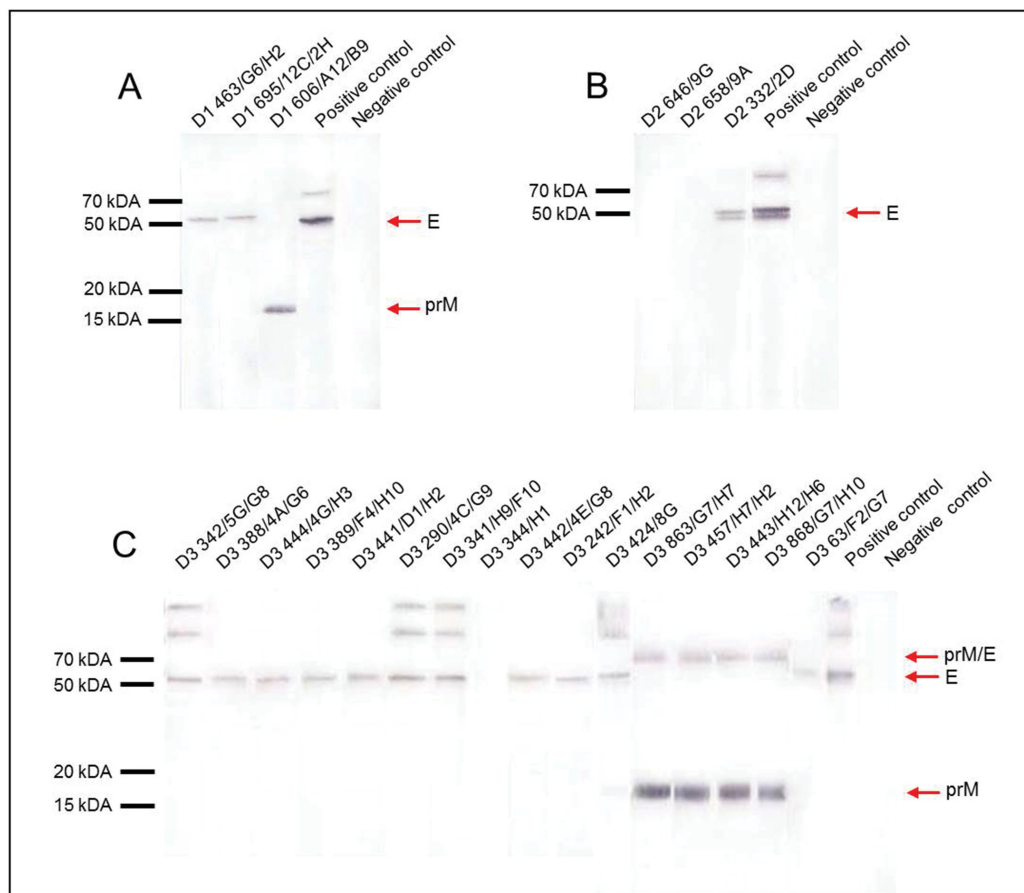 A
D1 463/G6/H2
D1 695/12C/2H
D1 606/A12/B9
Positive control
Negative control
70 kDA
50 kDA
20 kDA
15 kDA
E
prM
B
D2 646/9G
D2 658/9A
D2 332/2D
Positive control
Negative control
70 kDA
50 kDA
E
C
D3 342/5G/G8
D3 388/4A/G6
D3 444/4G/H3
D3 389/F4/H10
D3 441/D1/H2
D3 290/4C/G9
D3 341/H9/F10
D3 344/H1
D3 442/4E/G8
D3 242/F1/H2
D3 424/8G
D3 863/G7/H7
D3 457/H7/H2
D3 443/H12/H6
D3 868/G7/H10
D3 63/F2/G7
Positive control
Negative control
70 kDA
50 kDA
20 kDA
15 kDA
prM/E
E
prM